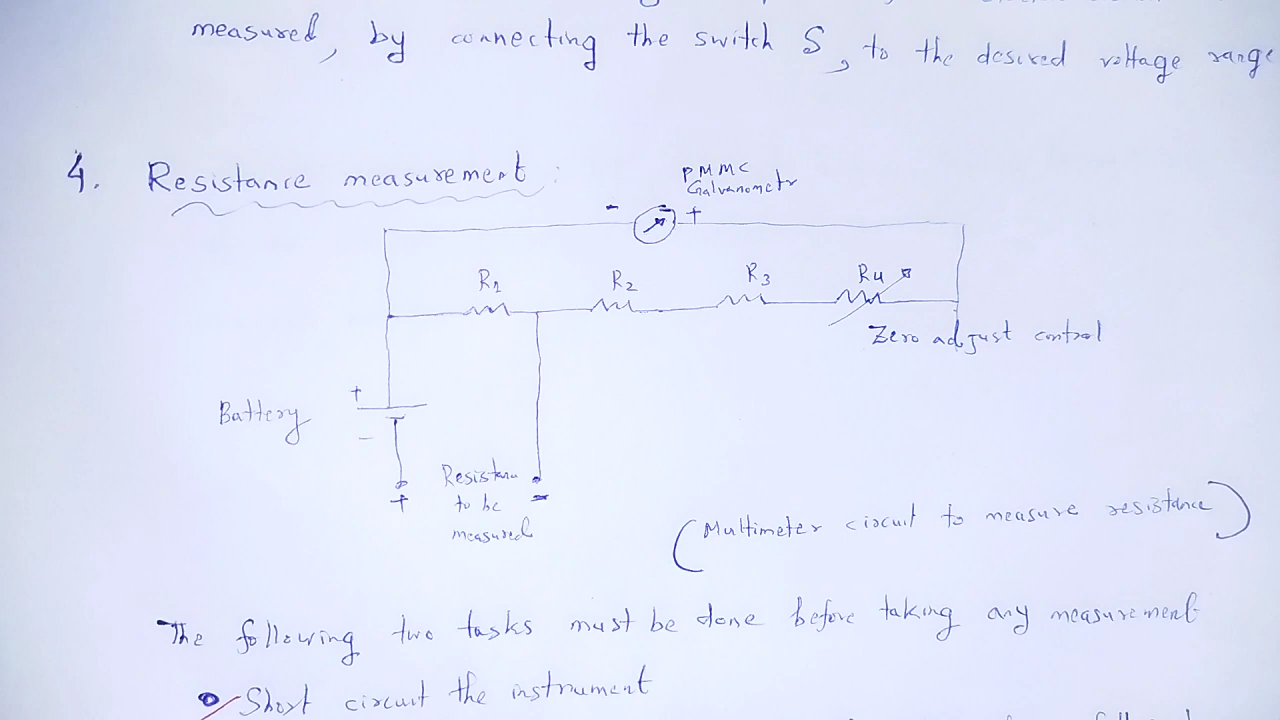 measured, by connecting the switch S, to the desired voltage range
4. Resistance measurement:
PMMC
Galvanometr
- +
R1 R2 R3 R4
Zero adjust control
+
Battery
-
Resistan
to be
measured
+ -
(Multimeter circuit to measure resistance)
The following two tasks must be done before taking any measurement
Short circuit the instrument